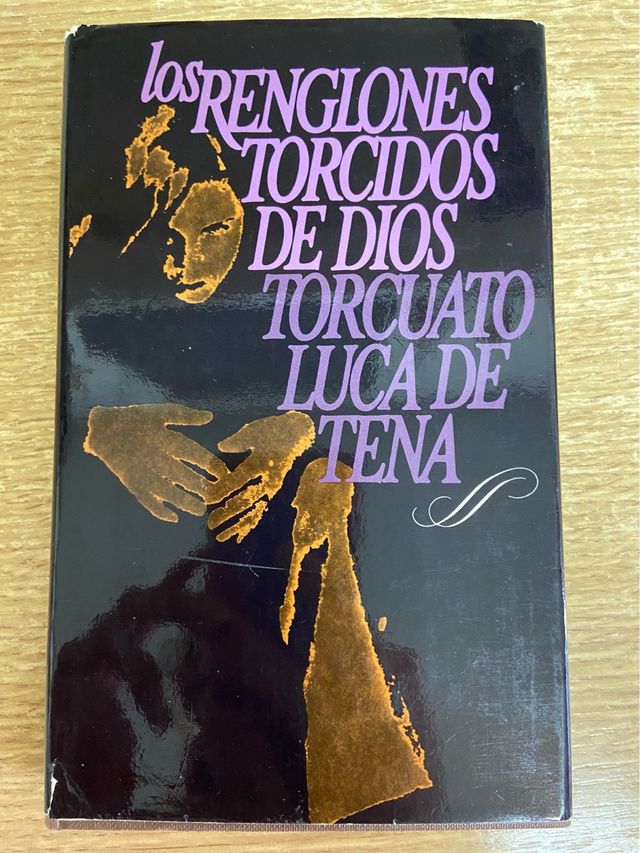 los RENGLONES
TORCIDOS
DE DIOS
TORCUATO
LUCA DE
TENA